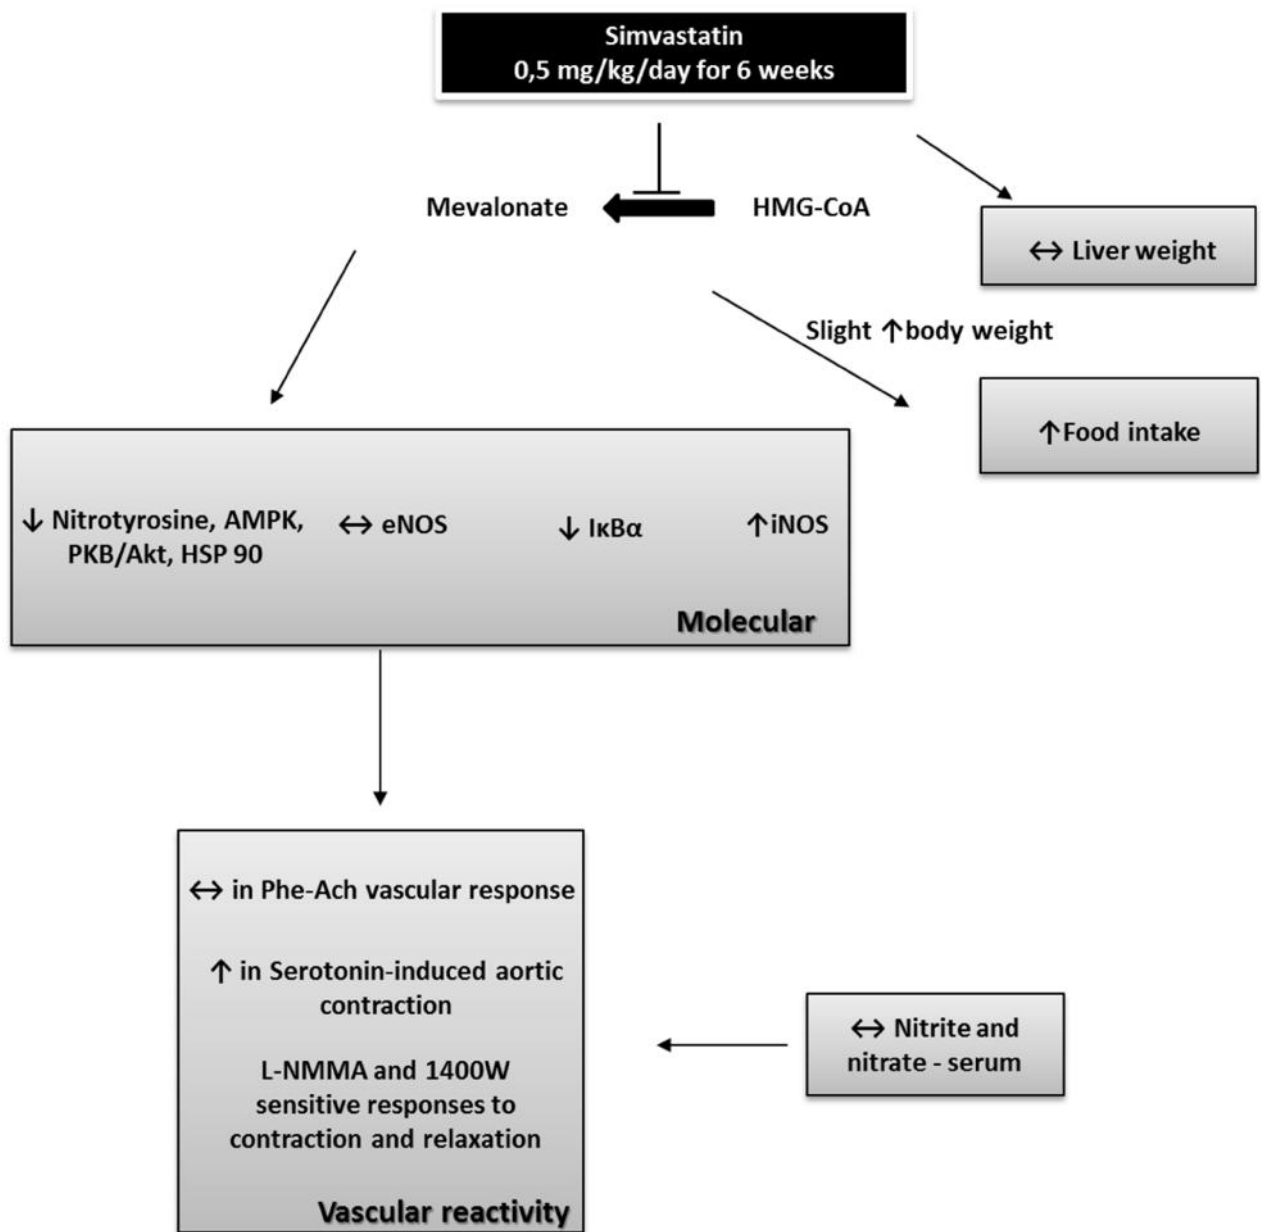 Simvastatin
0,5 mg/kg/day for 6 weeks
Mevalonate
HMG-CoA
↔ Liver weight
Slight ↑body weight
↑Food intake
↓ Nitrotyrosine, AMPK,
PKB/Akt, HSP 90
↔ eNOS
↓ IκBα
↑iNOS
Molecular
↔ in Phe-Ach vascular response
↑ in Serotonin-induced aortic
contraction
L-NMMA and 1400W
sensitive responses to
contraction and relaxation
Vascular reactivity
↔ Nitrite and
nitrate - serum